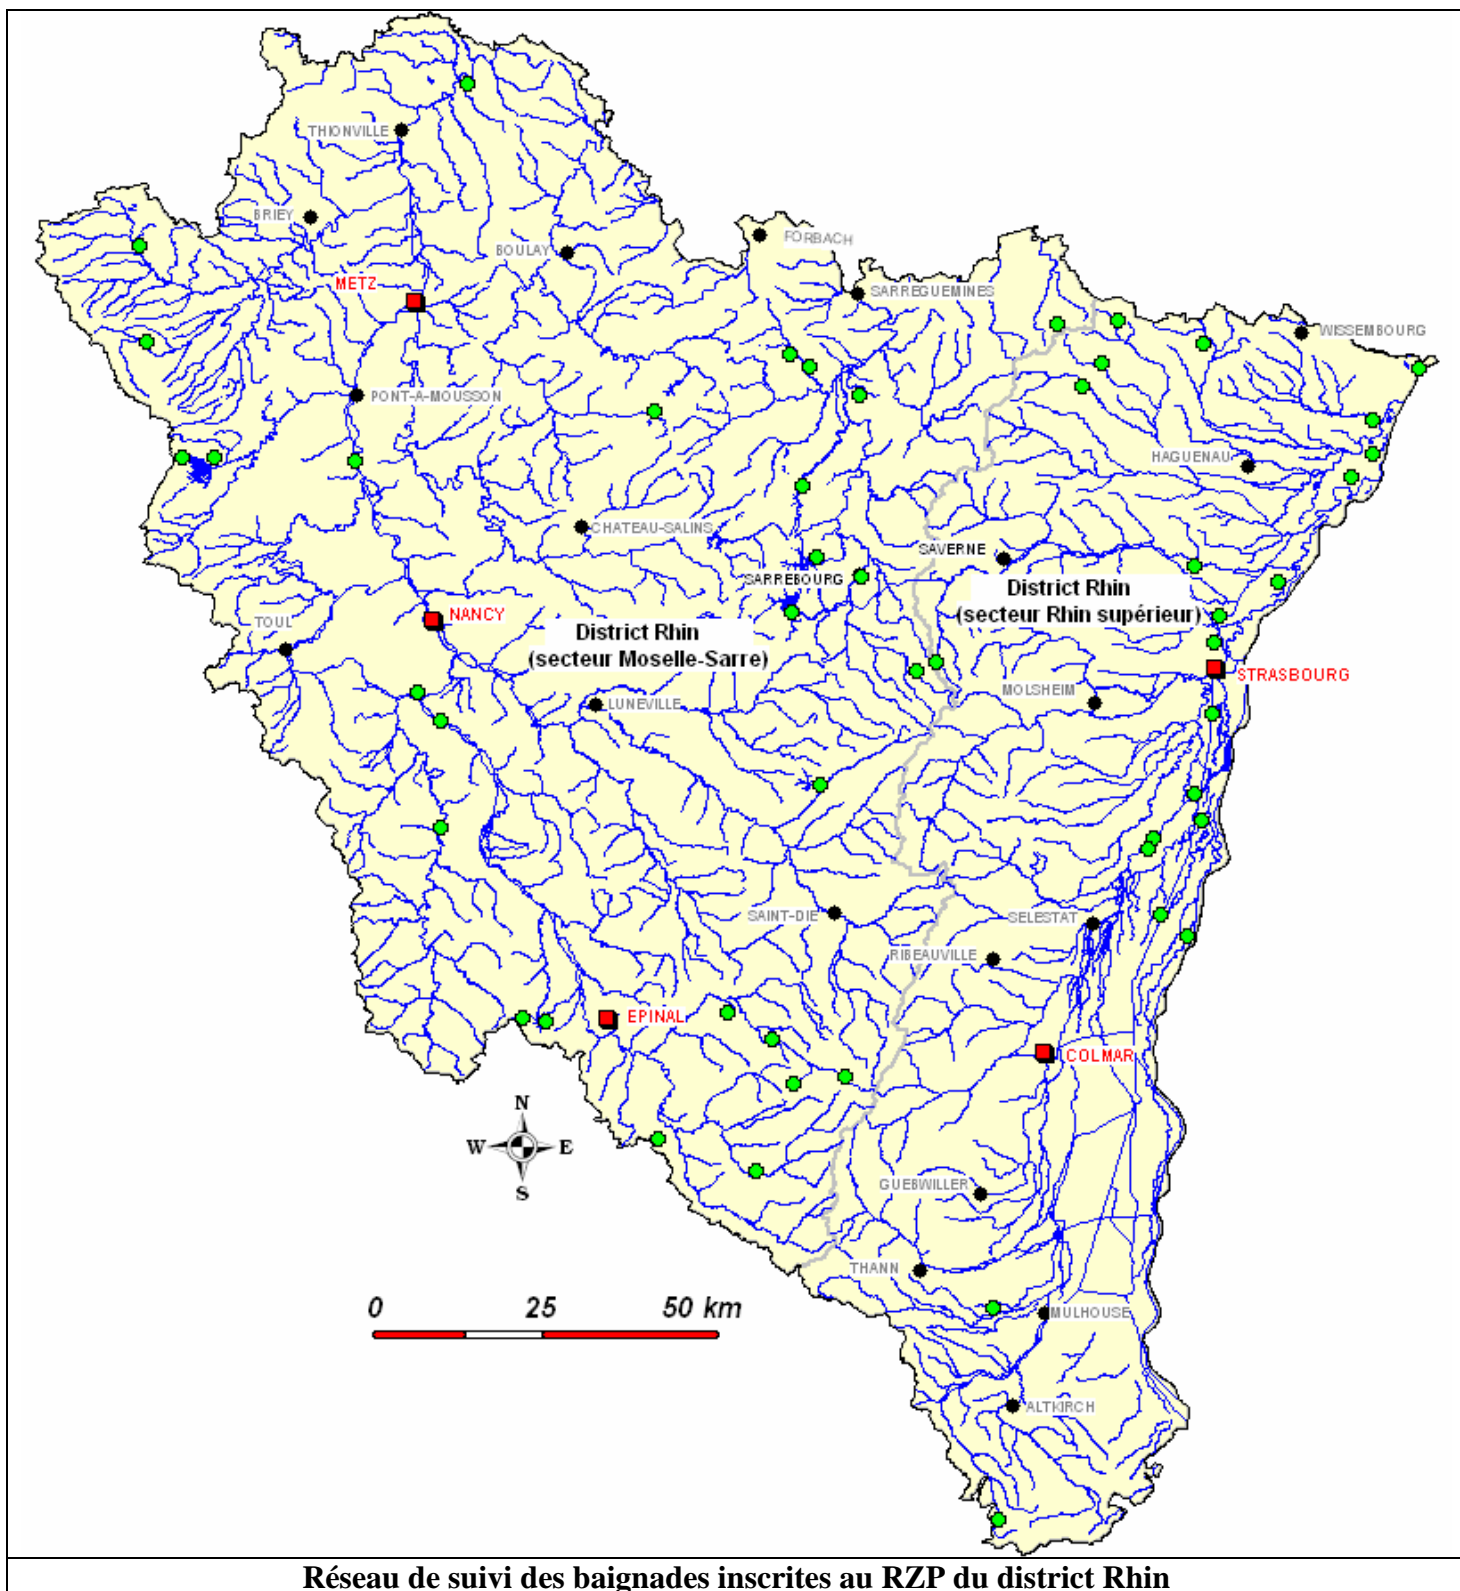 THIONVILLE
BRIEY
BOULAY
FORBACH
METZ
SARREGUEMINES
WISSEMBOURG
PONT-A-MOUSSON
HAGUENAU
CHATEAU-SALINS
SAVERNE
SARREBOURG
District Rhin
(secteur Rhin supérieur)
NANCY
TOUL
District Rhin
(secteur Moselle-Sarre)
STRASBOURG
MOLSHEIM
LUNEVILLE
SAINT-DIE
SELESTAT
RIBEAUVILLE
EPINAL
COLMAR
N
W
E
S
GUEBWILLER
THANN
0 25 50 km
MULHOUSE
ALTKIRCH
Réseau de suivi des baignades inscrites au RZP du district Rhin